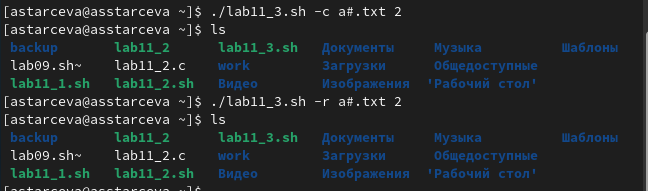 [astarceva@asstarceva ~]$ ./lab11_3.sh -c a#.txt 2
[astarceva@asstarceva ~]$ ls
backup lab11_2 lab11_3.sh Документы Музыка Шаблоны
lab09.sh~ lab11_2.c work Загрузки Общедоступные
lab11_1.sh lab11_2.sh Видео Изображения 'Рабочий стол'
[astarceva@asstarceva ~]$ ./lab11_3.sh -r a#.txt 2
[astarceva@asstarceva ~]$ ls
backup lab11_2 lab11_3.sh Документы Музыка Шаблоны
lab09.sh~ lab11_2.c work Загрузки Общедоступные
lab11_1.sh lab11_2.sh Видео Изображения 'Рабочий стол'